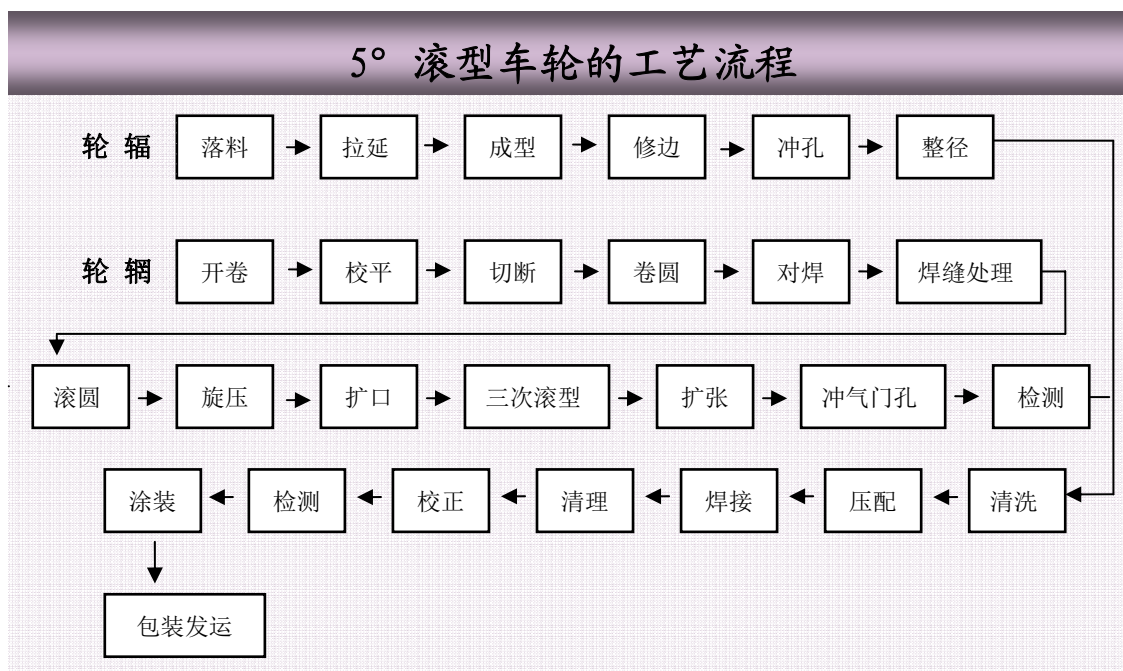 5° 滚型车轮的工艺流程
轮 辐 落料 拉延 成型 修边 冲孔 整径
轮 辋 开卷 校平 切断 卷圆 对焊 焊缝处理
滚圆 旋压 扩口 三次滚型 扩张 冲气门孔 检测
涂装 检测 校正 清理 焊接 压配 清洗
包装发运